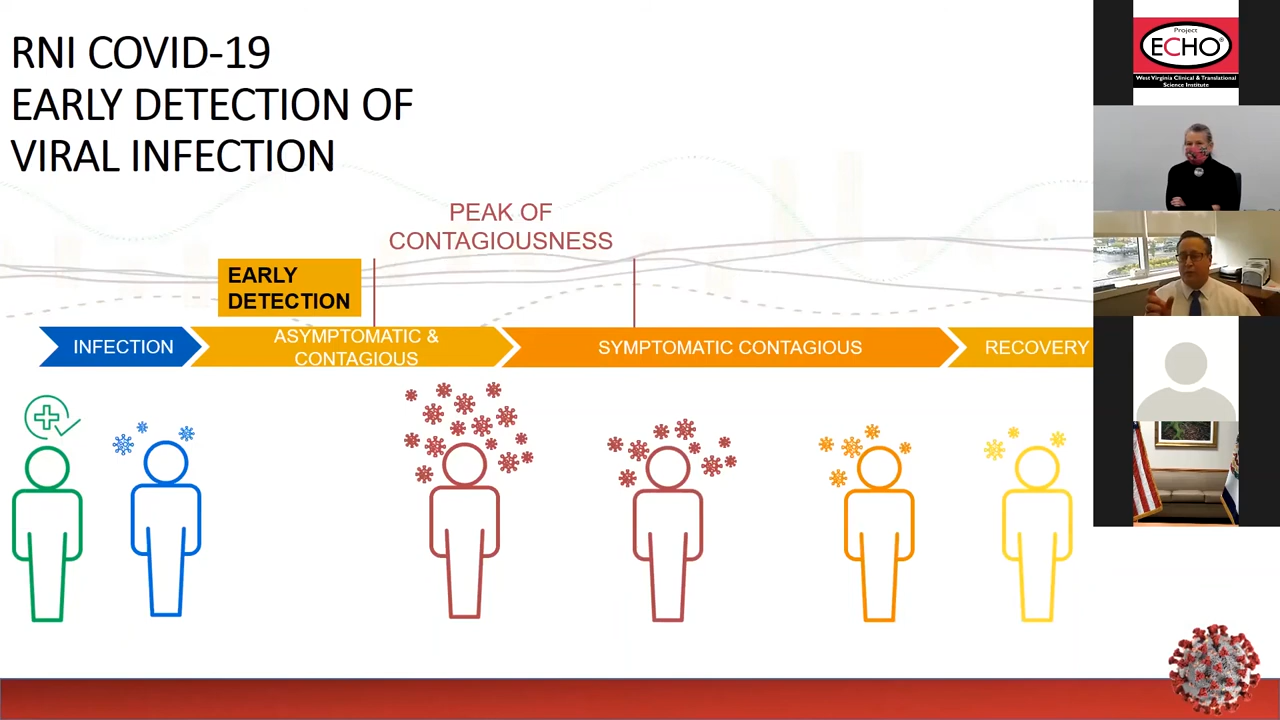 RNI COVID-19
EARLY DETECTION OF
VIRAL INFECTION
PEAK OF
CONTAGIOUSNESS
EARLY
DETECTION
INFECTION
ASYMPTOMATIC &
CONTAGIOUS
SYMPTOMATIC CONTAGIOUS
RECOVERY
Project
ECHO®
West Virginia Clinical & Translational
Science Institute